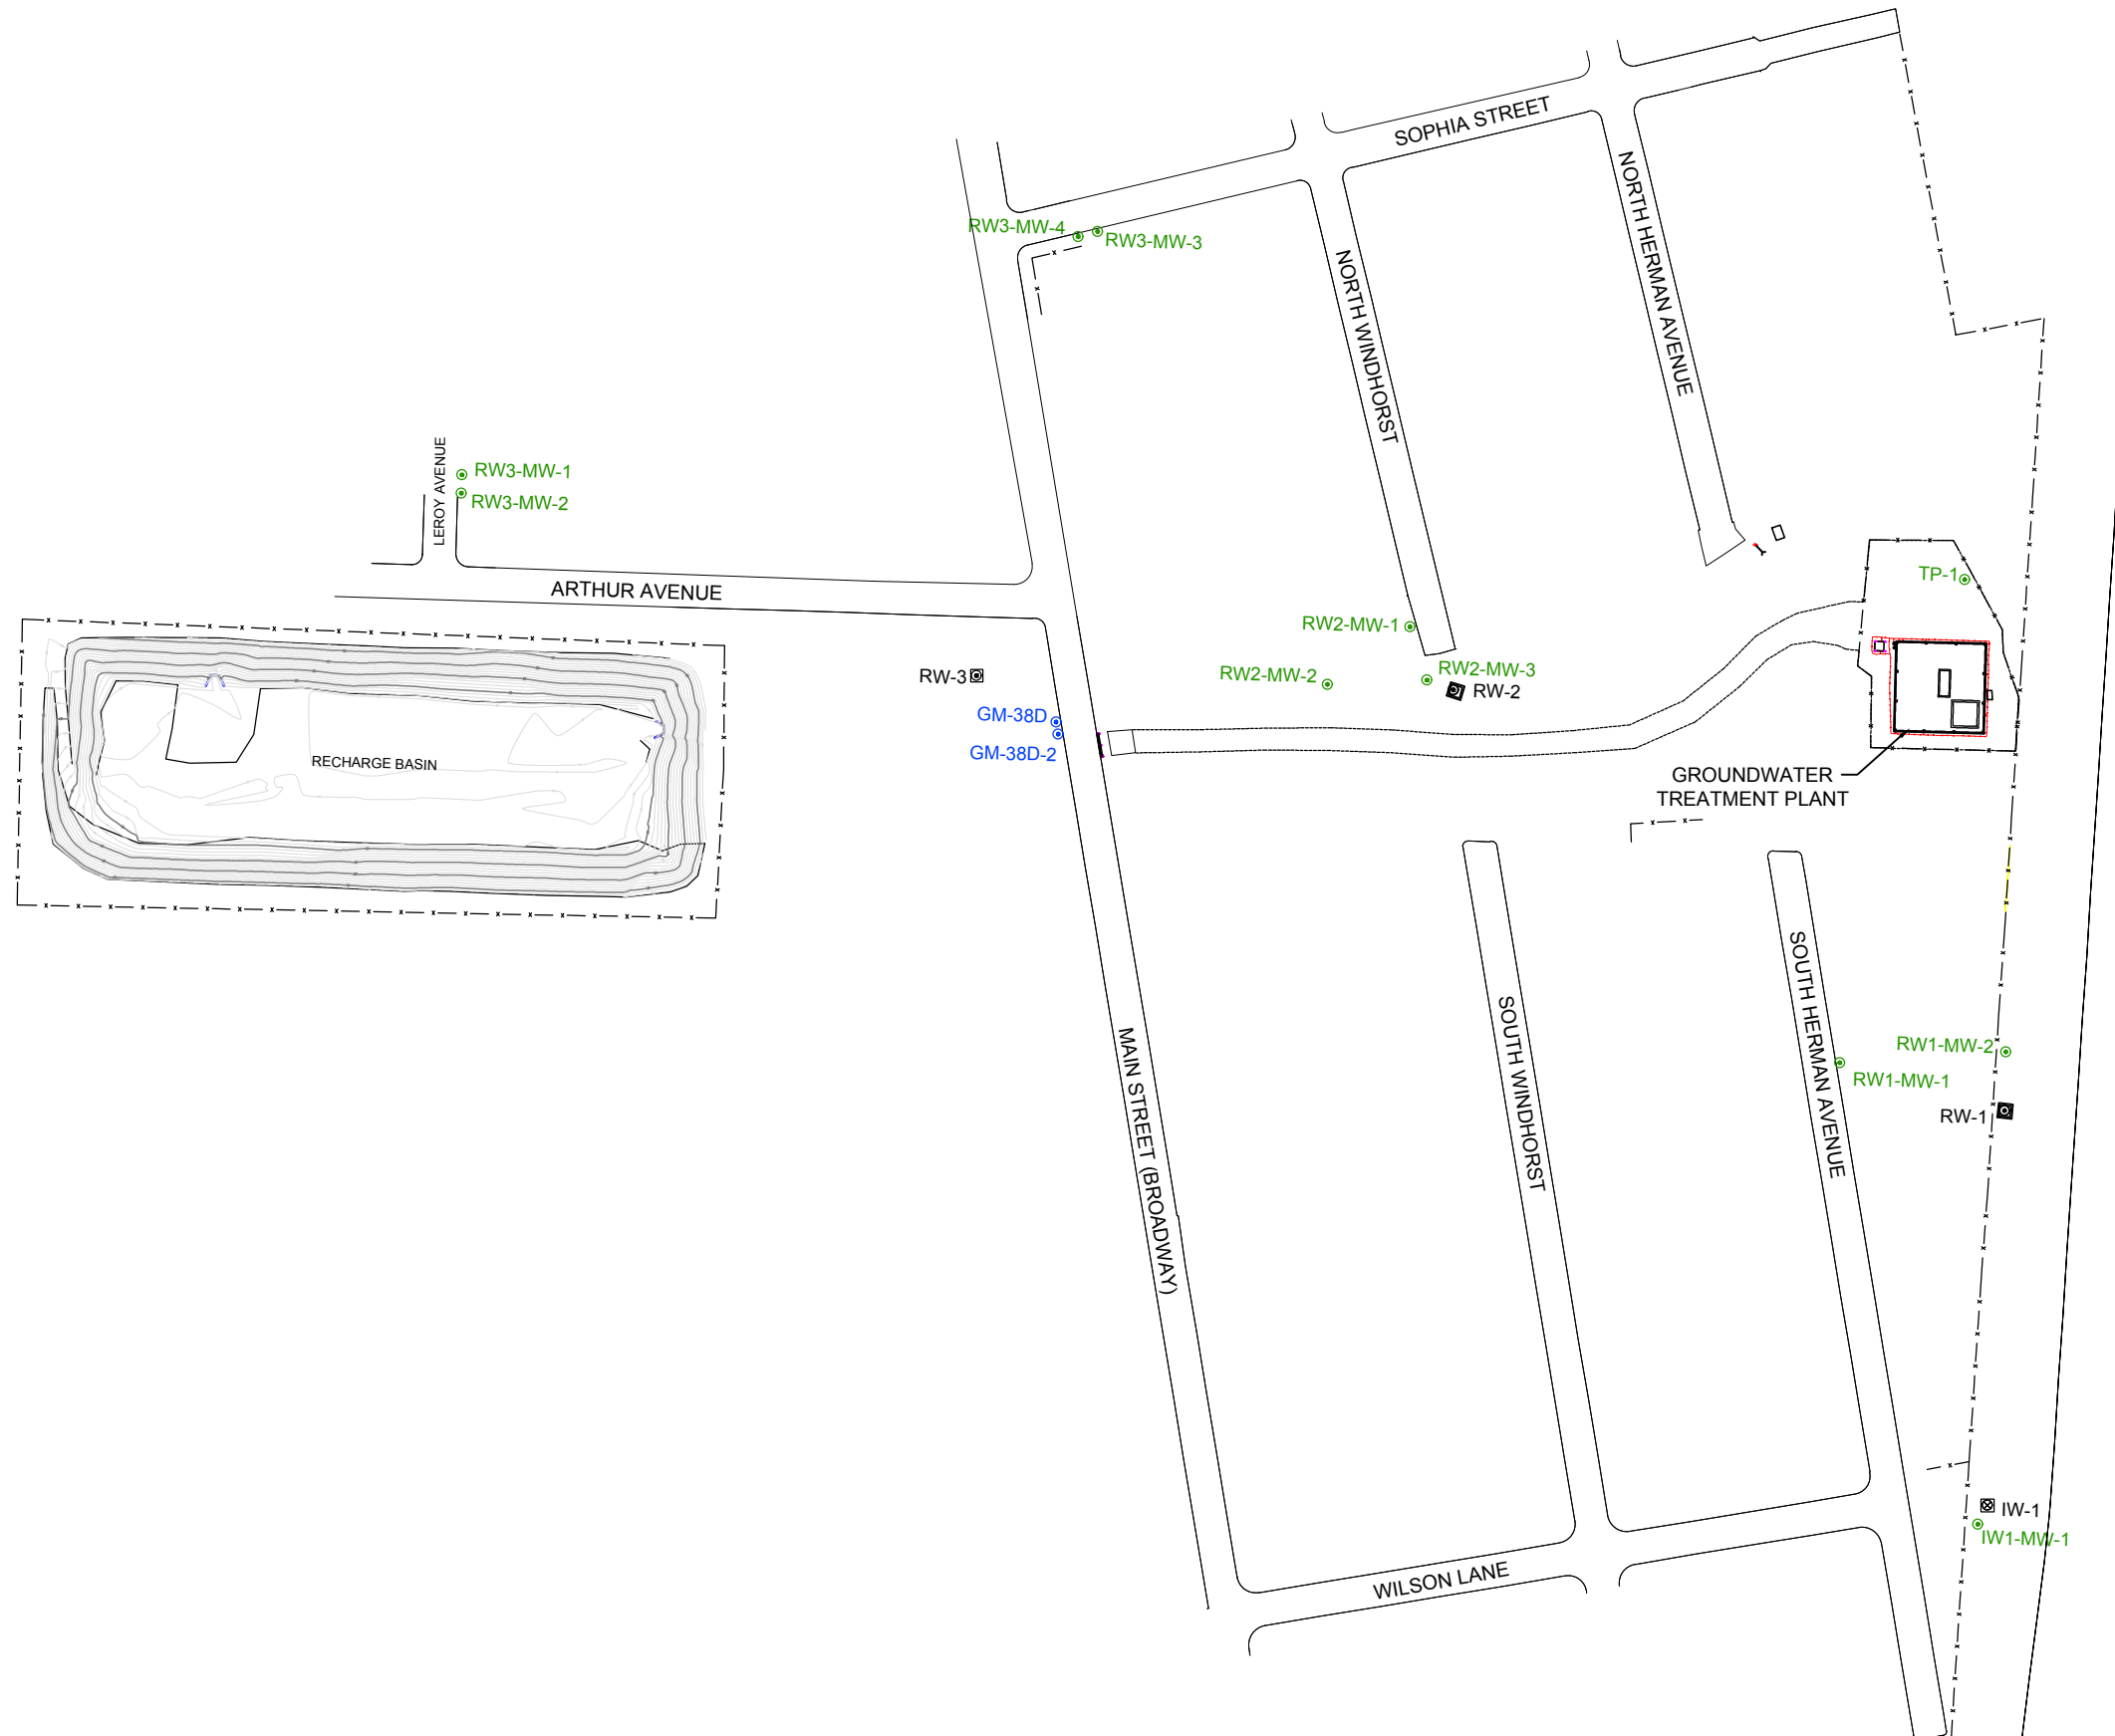 SOPHIA STREET
NORTH HERMAN AVENUE
RW3-MW-4
RW3-MW-3
NORTH WINDHORST
LEROY AVENUE
RW3-MW-1
RW3-MW-2
ARTHUR AVENUE
TP-1
RW2-MW-1
RW-3
RW2-MW-2
RW2-MW-3
RW-2
GM-38D
GM-38D-2
RECHARGE BASIN
GROUNDWATER
TREATMENT PLANT
SOUTH HERMAN AVENUE
SOUTH WINDHORST
MAIN STREET (BROADWAY)
RW1-MW-2
RW1-MW-1
RW-1
IW-1
IW1-MW-1
WILSON LANE